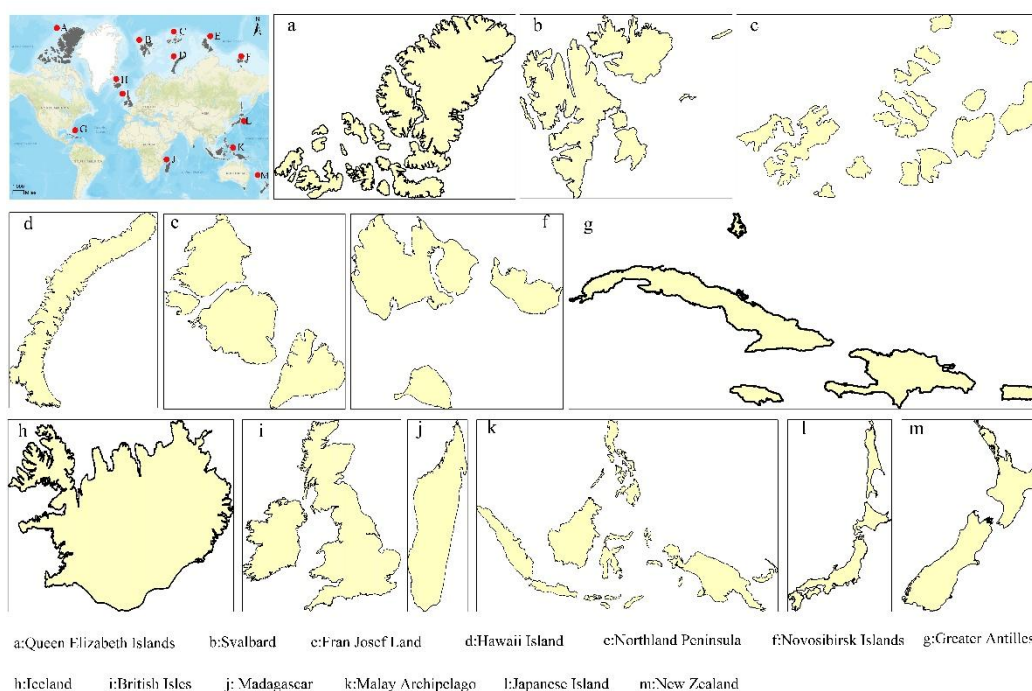 A
B
C
E
D
F
H
I
G
L
K
J
M
N
a
b
c
d
e
f
g
h
i
j
k
l
m
a:Queen Elizabeth Islands b:Svalbard c:Fran Josef Land d:Hawaii Island e:Northland Peninsula f:Novosibirsk Islands g:Greater Antilles
h:Iceland i:British Isles j: Madagascar k:Malay Archipelago l:Japanese Island m:New Zealand